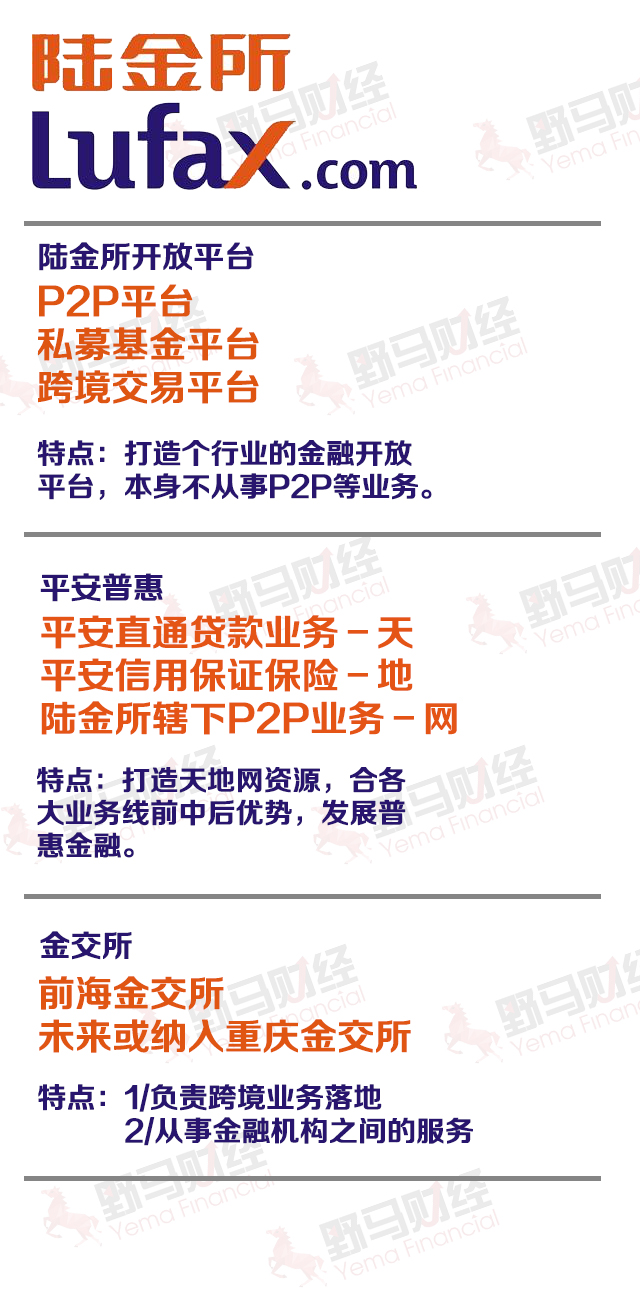 陆金所
Lufax.com
陆金所开放平台
P2P平台
私募基金平台
跨境交易平台
特点：打造个行业的金融开放
平台，本身不从事P2P等业务。
平安普惠
平安直通贷款业务－天
平安信用保证保险－地
陆金所辖下P2P业务－网
特点：打造天地网资源，合各
大业务线前中后优势，发展普
惠金融。
金交所
前海金交所
未来或纳入重庆金交所
特点：1/负责跨境业务落地
2/从事金融机构之间的服务
野马财经
Yema Financial